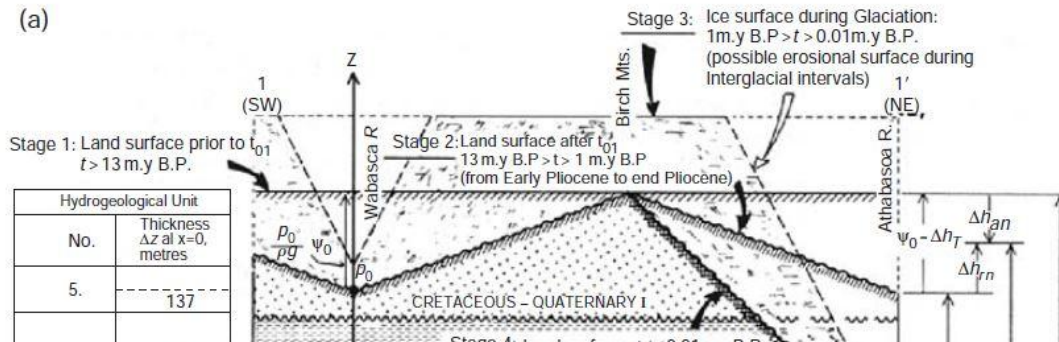 (a)
Stage 3: Ice surface during Glaciation:
1m.y B.P > t > 0.01m.y B.P.
(possible erosional surface during
Interglacial intervals)
Birch Mts.
Z
1
(SW)
1′
(NE)
Wabasca R
Athabasoa R.
Stage 1: Land surface prior to t01
t > 13 m.y B.P.
Stage 2: Land surface after t01
13 m.y B.P > t > 1 m.y B.P
(from Early Pliocene to end Pliocene)
Hydrogeological Unit
No.
Thickness
Δz al x=0,
metres
5.
137
p0
ρg
ψ0
p0
ψ0 - ΔhT
Δhan
Δhrn
CRETACEOUS – QUATERNARY I